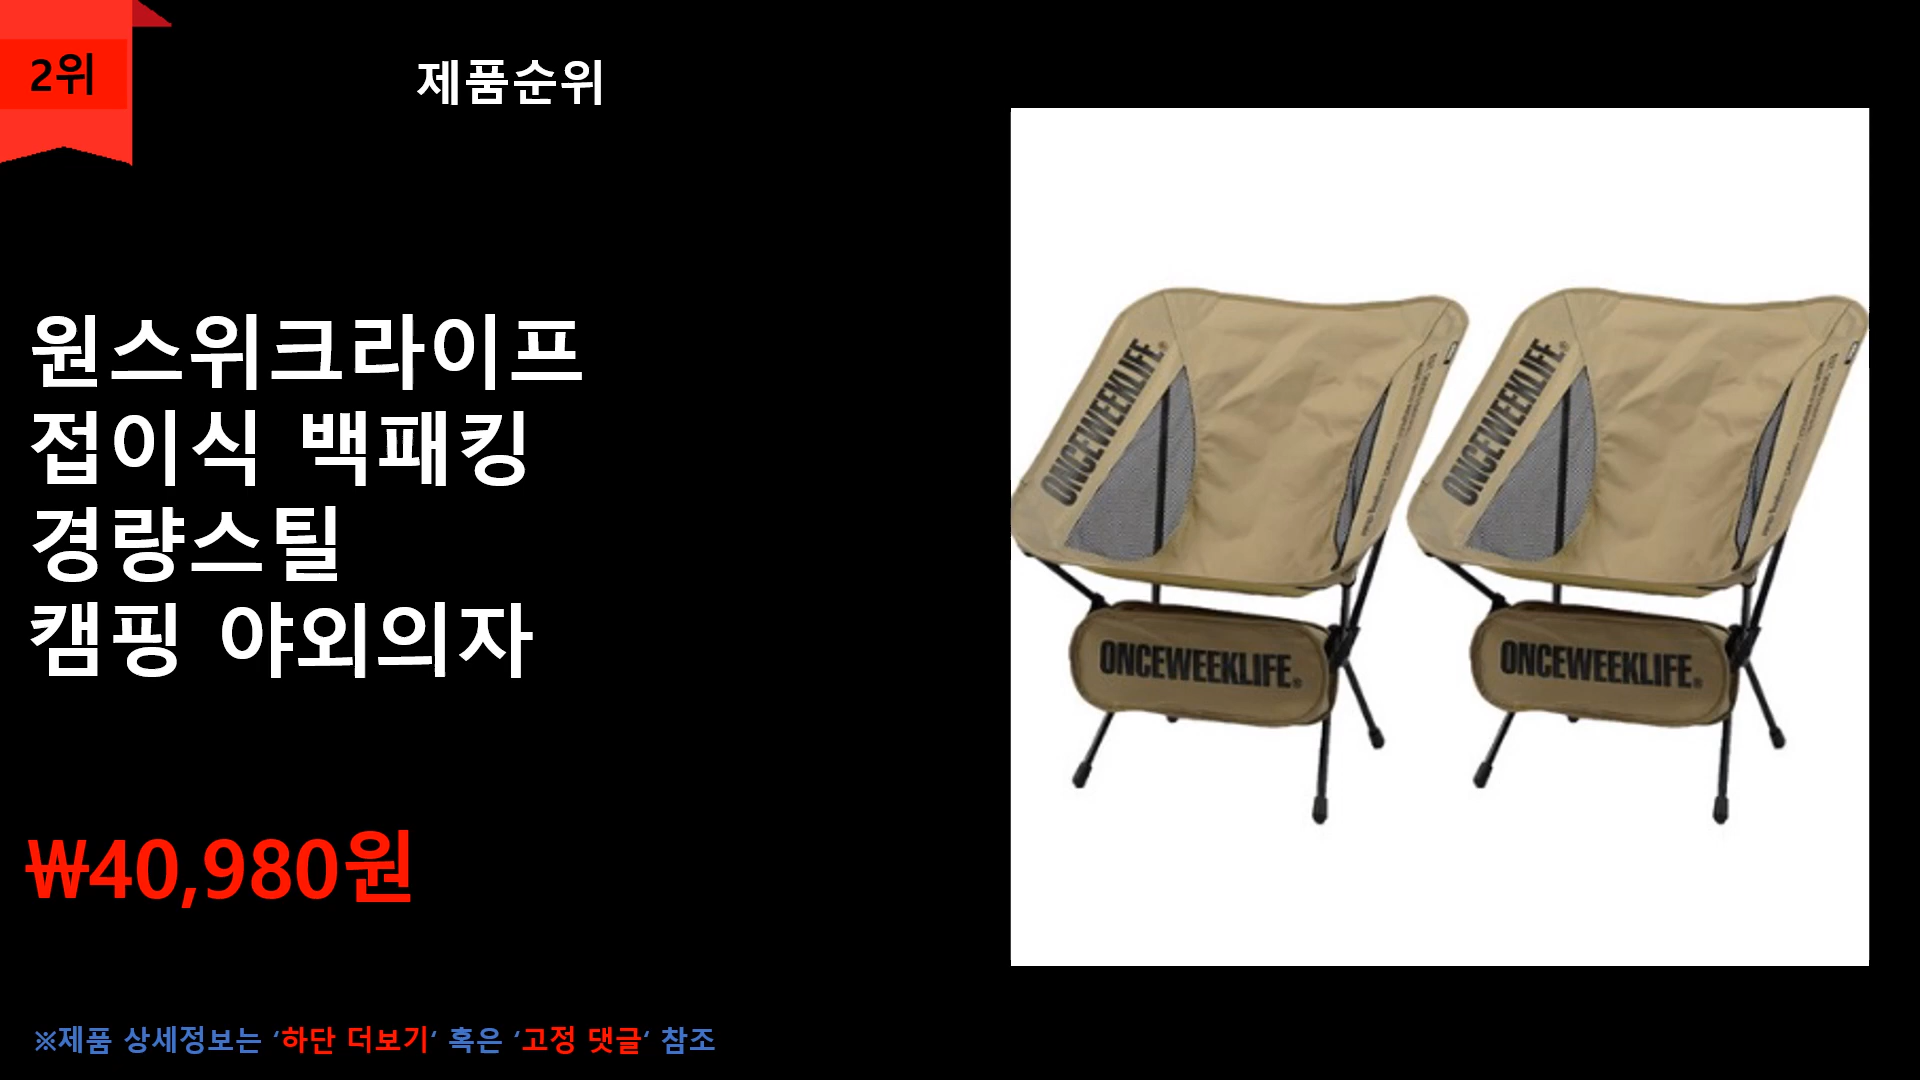 2위
제품순위
원스위크라이프
접이식 백패킹
경량스틸
캠핑 야외의자
₩40,980원
※제품 상세정보는 ‘하단 더보기‘ 혹은 ‘고정 댓글‘ 참조
ONCEWEEKLIFE®
ONCEWEEKLIFE®
ONCEWEEKLIFE®
ONCEWEEKLIFE®